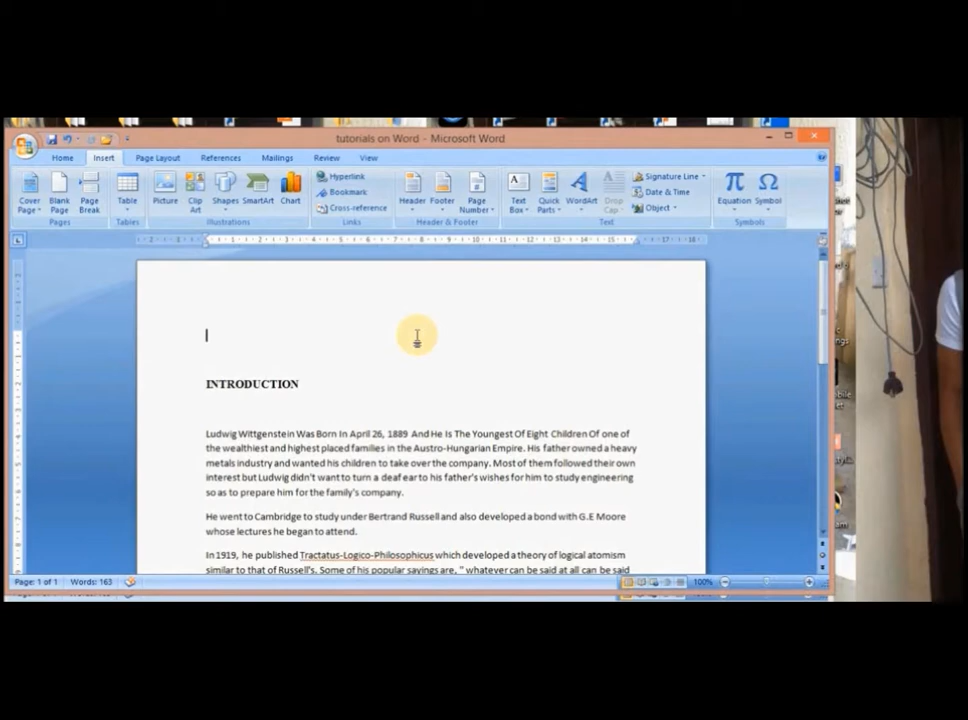 tutorials on Word - Microsoft Word
Home Insert Page Layout References Mailings Review View
Cover Page
Blank Page
Page Break
Pages
Table
Tables
Picture
Clip Art
Shapes
SmartArt
Chart
Illustrations
Hyperlink
Bookmark
Cross-reference
Links
Header
Footer
Page Number
Header & Footer
Text Box
Quick Parts
WordArt
Drop Cap
Signature Line
Date & Time
Object
Text
π Equation
Ω Symbol
Symbols
INTRODUCTION
Ludwig Wittgenstein Was Born In April 26, 1889 And He Is The Youngest Of Eight Children Of one of
the wealthiest and highest placed families in the Austro-Hungarian Empire. His father owned a heavy
metals industry and wanted his children to take over the company. Most of them followed their own
interest but Ludwig didn't want to turn a deaf ear to his father's wishes for him to study engineering
so as to prepare him for the family's company.
He went to Cambridge to study under Bertrand Russell and also developed a bond with G.E Moore
whose lectures he began to attend.
In 1919, he published Tractatus-Logico-Philosophicus which developed a theory of logical atomism
similar to that of Russell's. Some of his popular sayings are, " whatever can be said at all can be said
Page: 1 of 1 Words: 163
100%